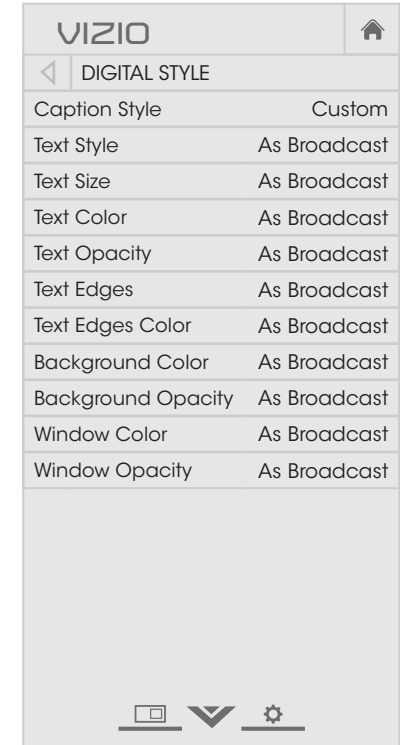 VIZIO
DIGITAL STYLE
Caption Style Custom
Text Style As Broadcast
Text Size As Broadcast
Text Color As Broadcast
Text Opacity As Broadcast
Text Edges As Broadcast
Text Edges Color As Broadcast
Background Color As Broadcast
Background Opacity As Broadcast
Window Color As Broadcast
Window Opacity As Broadcast